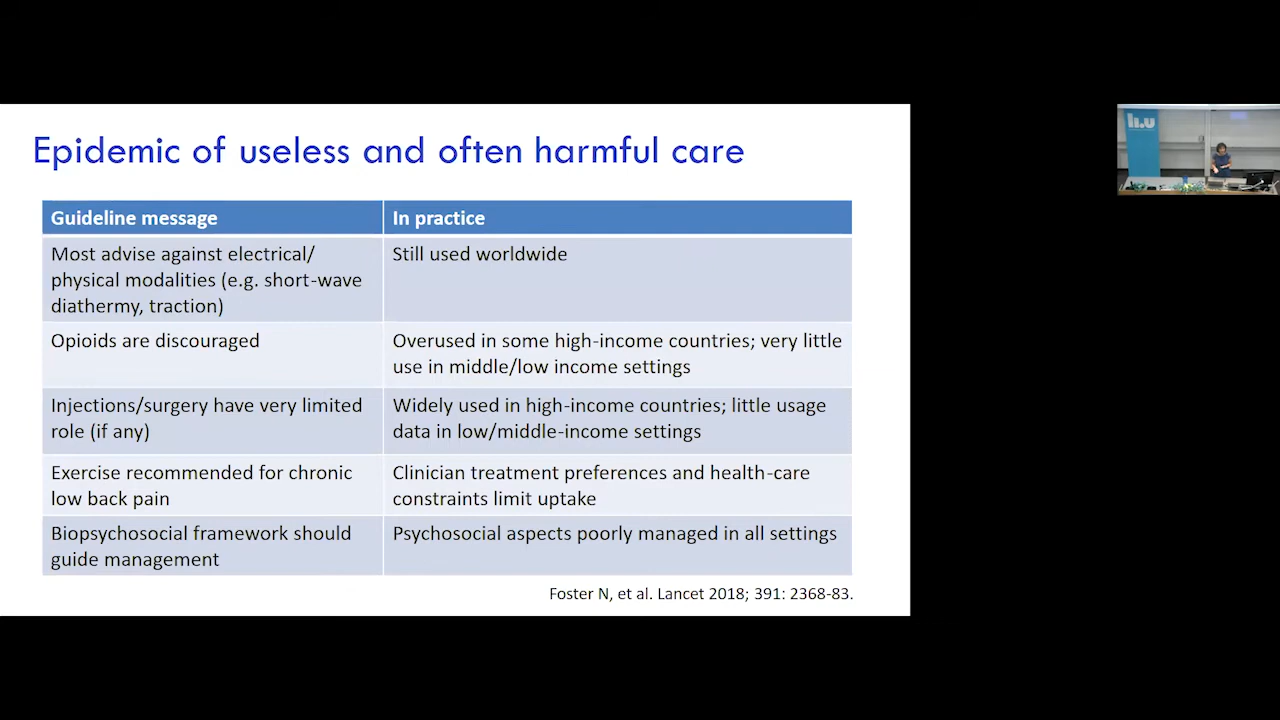 Epidemic of useless and often harmful care
Guideline message
In practice
Most advise against electrical/
physical modalities (e.g. short-wave
diathermy, traction)
Still used worldwide
Opioids are discouraged
Overused in some high-income countries; very little
use in middle/low income settings
Injections/surgery have very limited
role (if any)
Widely used in high-income countries; little usage
data in low/middle-income settings
Exercise recommended for chronic
low back pain
Clinician treatment preferences and health-care
constraints limit uptake
Biopsychosocial framework should
guide management
Psychosocial aspects poorly managed in all settings
Foster N, et al. Lancet 2018; 391: 2368-83.